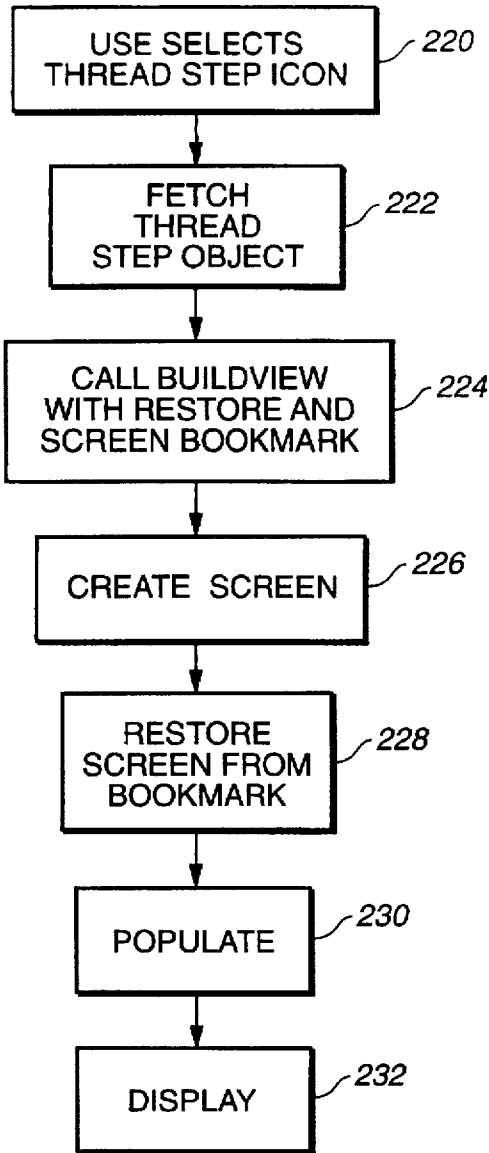 USE SELECTS
THREAD STEP ICON
220
FETCH
THREAD
STEP OBJECT
222
CALL BUILDVIEW
WITH RESTORE AND
SCREEN BOOKMARK
224
CREATE SCREEN
226
RESTORE
SCREEN FROM
BOOKMARK
228
POPULATE
230
DISPLAY
232